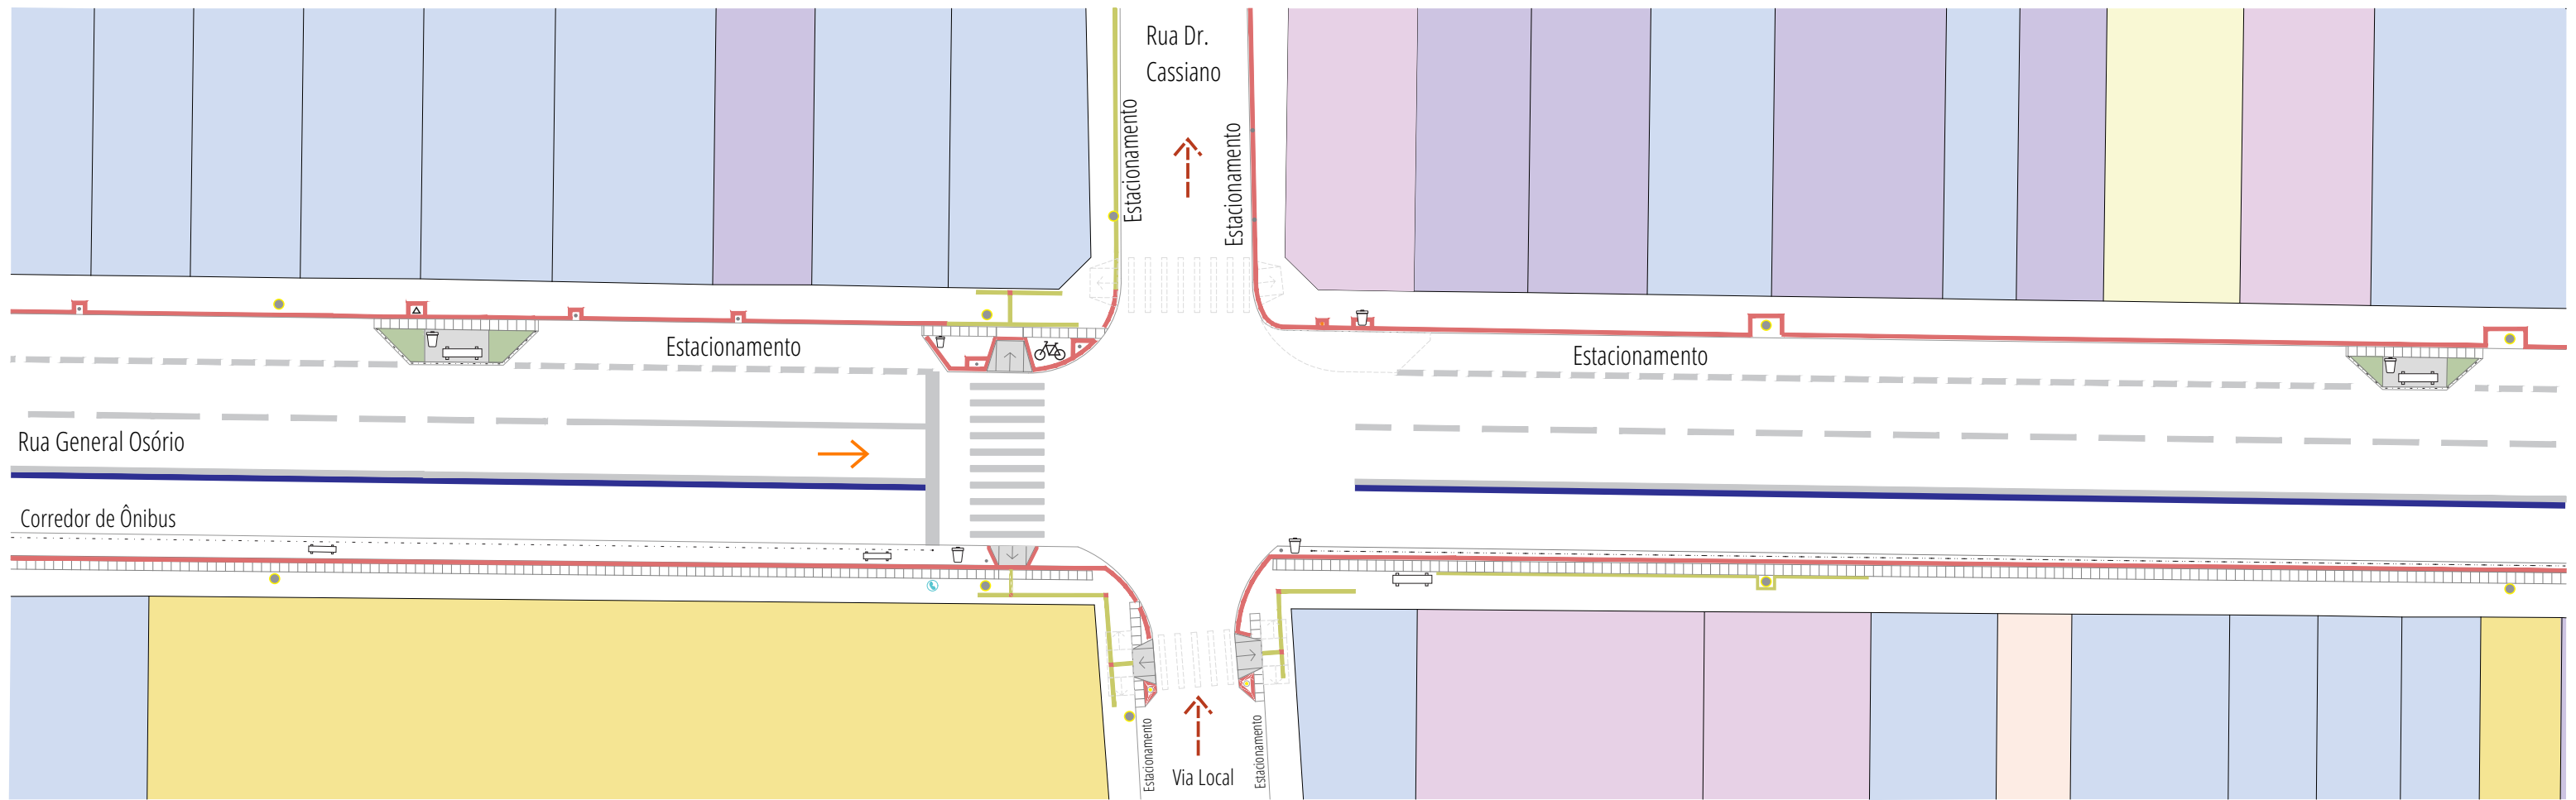 Rua Dr.
Cassiano
Estacionamento
Estacionamento
Estacionamento
Estacionamento
Rua General Osório
Corredor de Ônibus
Estacionamento
Estacionamento
Via Local